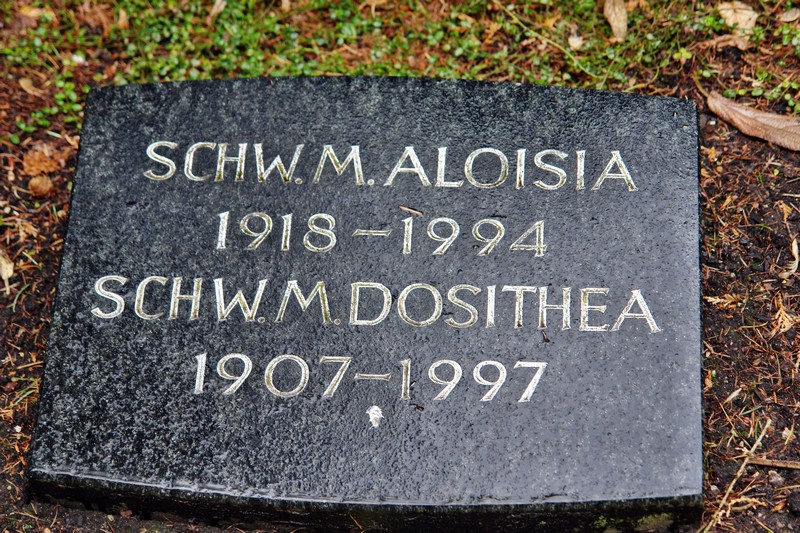 SCHW. M. ALOISIA
1918 - 1994
SCHW. M. DOSITHEA
1907 - 1997